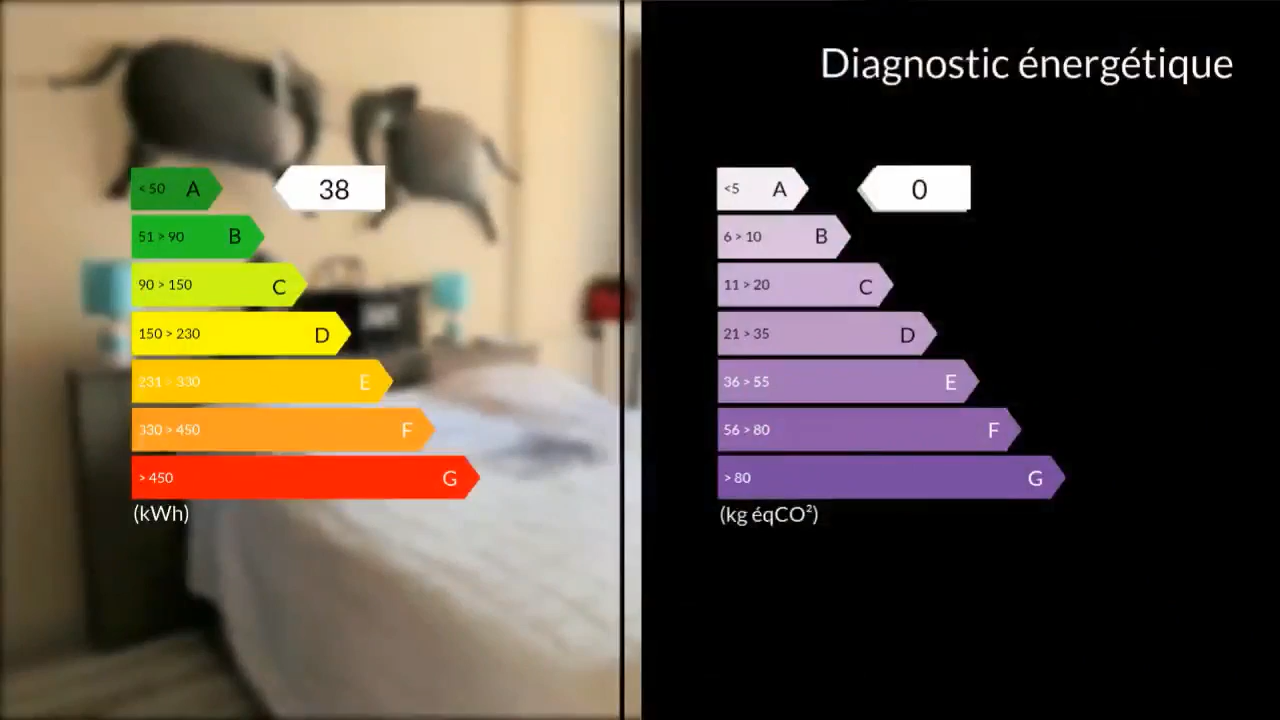 Diagnostic énergétique
< 50 A 38
51 > 90 B
90 > 150 C
150 > 230 D
231 > 330 E
330 > 450 F
> 450 G
(kWh)
<5 A 0
6 > 10 B
11 > 20 C
21 > 35 D
36 > 55 E
56 > 80 F
> 80 G
(kg éqCO²)